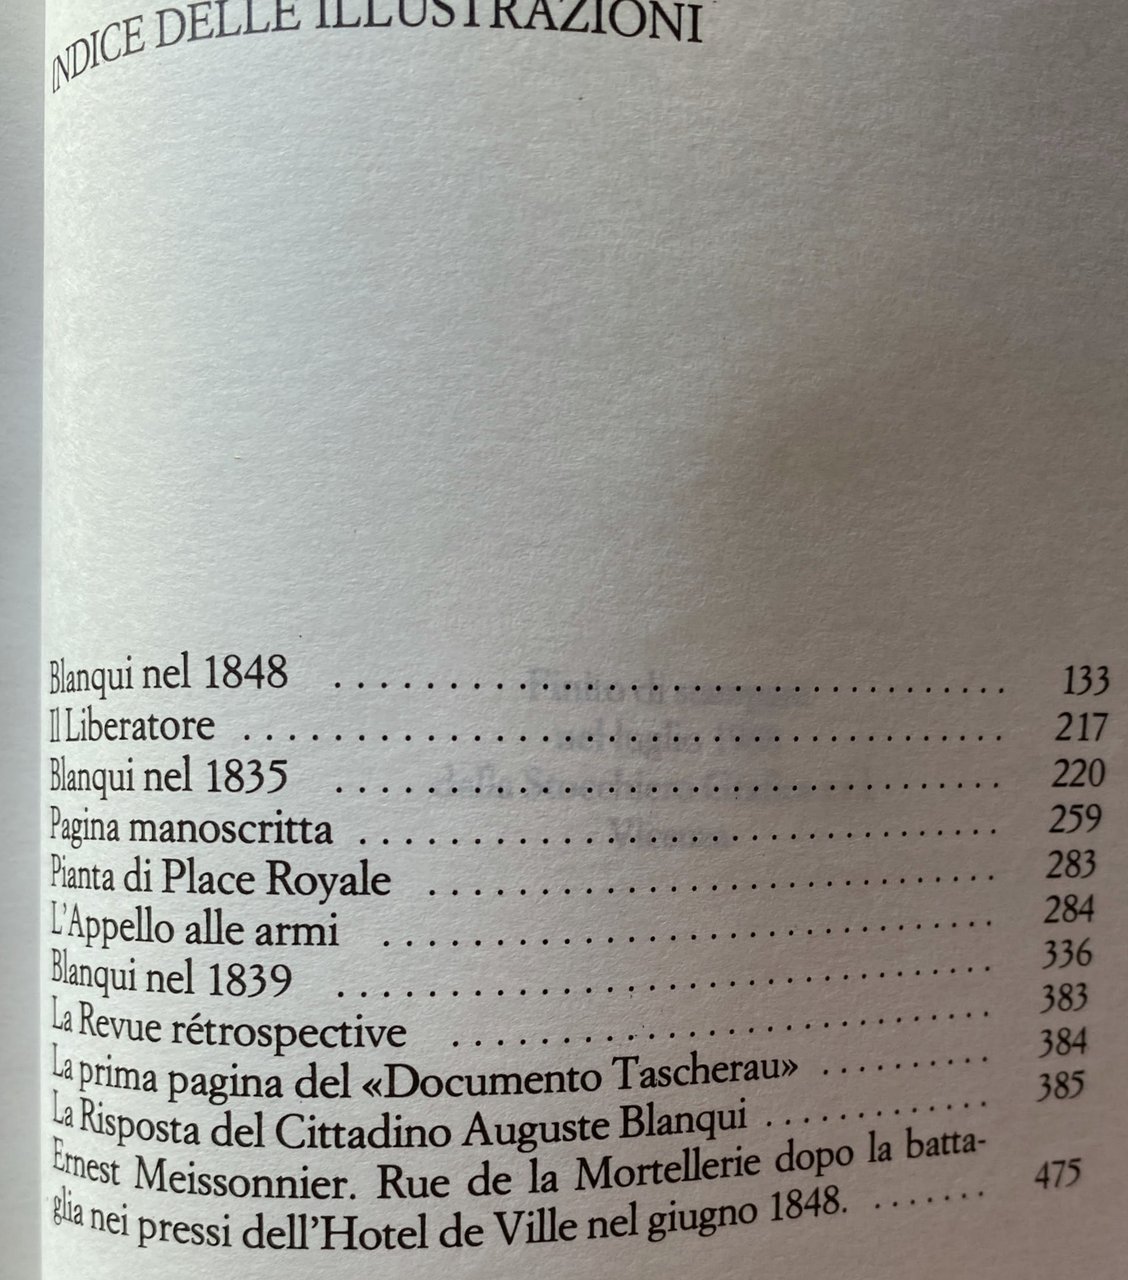 INDICE DELLE ILLUSTRAZIONI
Blanqui nel 1848 . . . . . . . . . . . . . . . . . . . . . . . . . . . . . . 133
Il Liberatore . . . . . . . . . . . . . . . . . . . . . . . . . . . . . . . . . . 217
Blanqui nel 1835 . . . . . . . . . . . . . . . . . . . . . . . . . . . . . . 220
Pagina manoscritta . . . . . . . . . . . . . . . . . . . . . . . . . . . . . 259
Pianta di Place Royale . . . . . . . . . . . . . . . . . . . . . . . . . . 283
L'Appello alle armi . . . . . . . . . . . . . . . . . . . . . . . . . . . . 284
Blanqui nel 1839 . . . . . . . . . . . . . . . . . . . . . . . . . . . . . . 336
La Revue rétrospective . . . . . . . . . . . . . . . . . . . . . . . . . 383
La prima pagina del «Documento Tascherau» . . . . . . . . 384
La Risposta del Cittadino Auguste Blanqui . . . . . . . . . . 385
Ernest Meissonnier. Rue de la Mortellerie dopo la batta-
glia nei pressi dell'Hotel de Ville nel giugno 1848. . . . . . . . 475